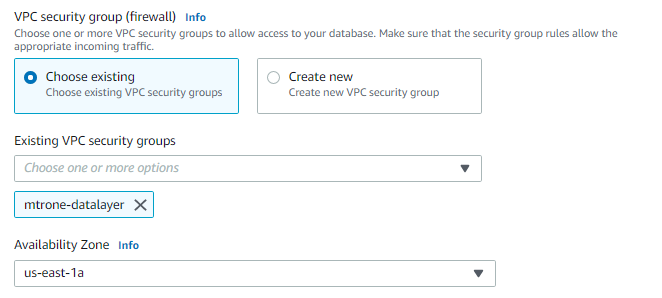 VPC security group (firewall) Info
Choose one or more VPC security groups to allow access to your database. Make sure that the security group rules allow the
appropriate incoming traffic.
Choose existing
Choose existing VPC security groups
Create new
Create new VPC security group
Existing VPC security groups
Choose one or more options
mtrone-datalayer
Availability Zone Info
us-east-1a